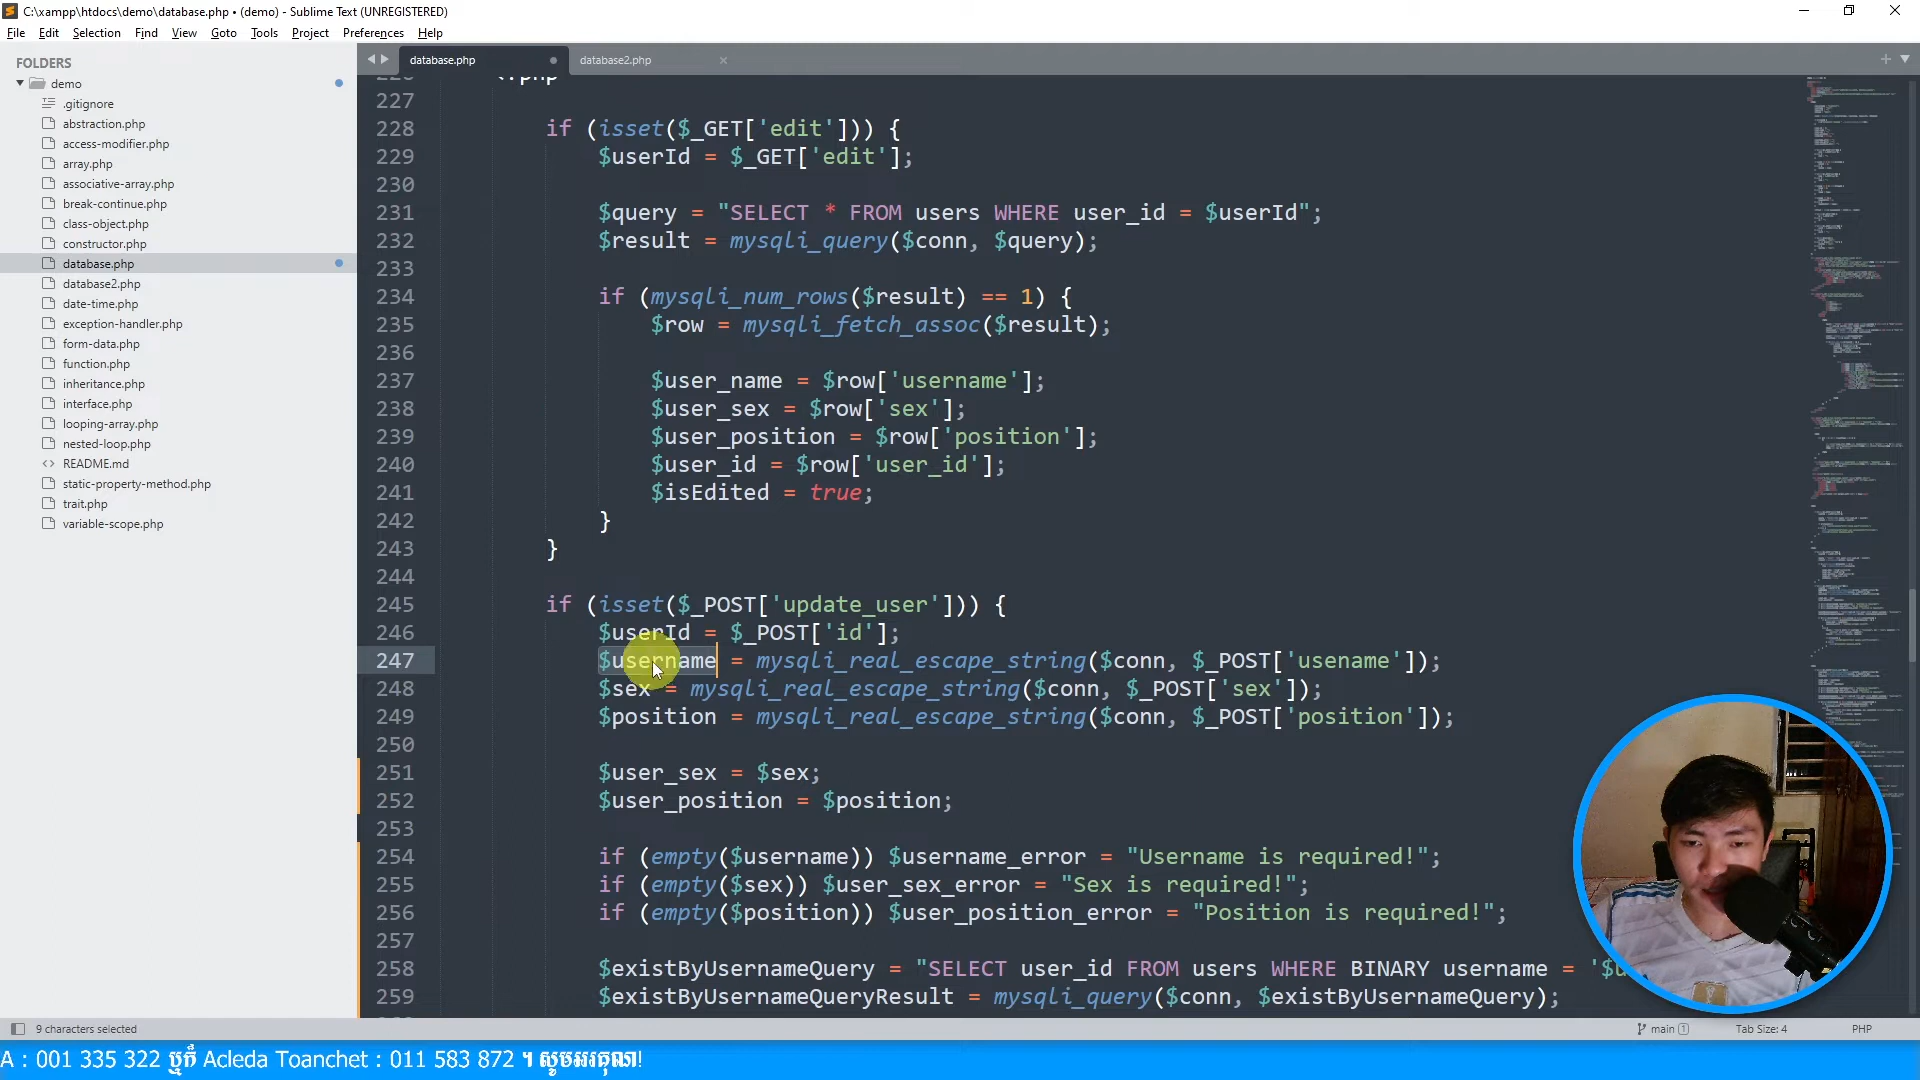 C:\xampp\htdocs\demo\database.php • (demo) - Sublime Text (UNREGISTERED)
File Edit Selection Find View Goto Tools Project Preferences Help
FOLDERS
demo
.gitignore
abstraction.php
access-modifier.php
array.php
associative-array.php
break-continue.php
class-object.php
constructor.php
database.php
database2.php
date-time.php
exception-handler.php
form-data.php
function.php
inheritance.php
interface.php
looping-array.php
nested-loop.php
README.md
static-property-method.php
trait.php
variable-scope.php
database.php
database2.php
227
228 if (isset($_GET['edit'])) {
229 $userId = $_GET['edit'];
230
231 $query = "SELECT * FROM users WHERE user_id = $userId";
232 $result = mysqli_query($conn, $query);
233
234 if (mysqli_num_rows($result) == 1) {
235 $row = mysqli_fetch_assoc($result);
236
237 $user_name = $row['username'];
238 $user_sex = $row['sex'];
239 $user_position = $row['position'];
240 $user_id = $row['user_id'];
241 $isEdited = true;
242 }
243 }
244
245 if (isset($_POST['update_user'])) {
246 $userId = $_POST['id'];
247 $username = mysqli_real_escape_string($conn, $_POST['usename']);
248 $sex = mysqli_real_escape_string($conn, $_POST['sex']);
249 $position = mysqli_real_escape_string($conn, $_POST['position']);
250
251 $user_sex = $sex;
252 $user_position = $position;
253
254 if (empty($username)) $username_error = "Username is required!";
255 if (empty($sex)) $user_sex_error = "Sex is required!";
256 if (empty($position)) $user_position_error = "Position is required!";
257
258 $existByUsernameQuery = "SELECT user_id FROM users WHERE BINARY username = '
259 $existByUsernameQueryResult = mysqli_query($conn, $existByUsernameQuery);
9 characters selected
main 1
Tab Size: 4
PHP
A : 001 335 322 ឬក៏ Acleda Toanchet : 011 583 872 ។ សូមអរគុណ!